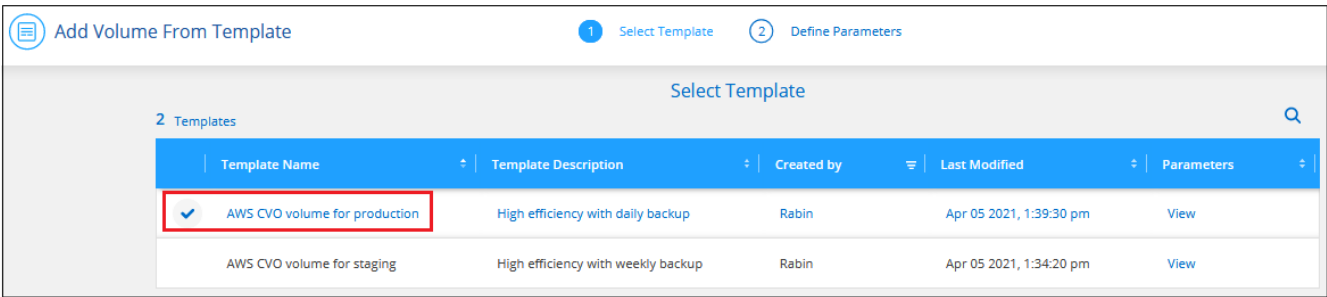 Add Volume From Template
1 Select Template 2 Define Parameters
Select Template
2 Templates
Template Name Template Description Created by Last Modified Parameters
AWS CVO volume for production High efficiency with daily backup Rabin Apr 05 2021, 1:39:30 pm View
AWS CVO volume for staging High efficiency with weekly backup Rabin Apr 05 2021, 1:34:20 pm View